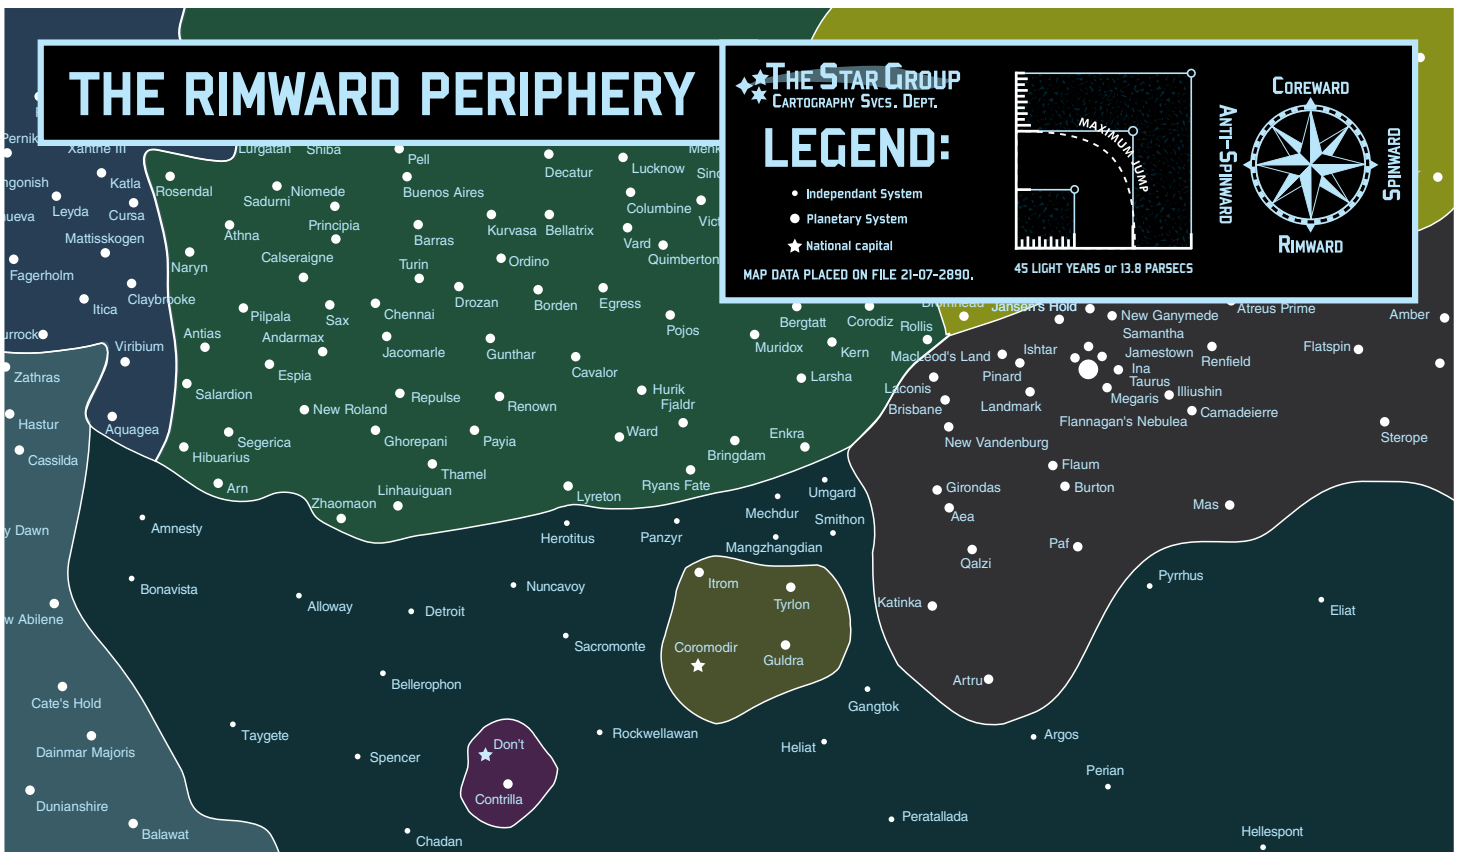 THE RIMWARD PERIPHERY
THE STAR GROUP
CARTOGRAPHY SVCS. DEPT.
LEGEND:
Independant System
Planetary System
National capital
MAP DATA PLACED ON FILE 21-07-2890.
MAXIMUM JUMP
45 LIGHT YEARS or 13.8 PARSECS
COREWARD
ANTI-SPINWARD
SPINWARD
RIMWARD
Pernik
Xanthe III
Lurgatan
Shiba
Pell
Decatur
Lucknow
ngonish
Katla
Rosendal
Sadurni
Niomede
Buenos Aires
Columbine
nueva
Leyda
Cursa
Principia
Kurvasa
Bellatrix
Vict
Mattisskogen
Athna
Barras
Vard
Quimberton
Fagerholm
Naryn
Calseraigne
Turin
Ordino
Itica
Claybrooke
Drozan
Borden
Egress
Jansen's Hold
Atreus Prime
Pilpala
Sax
Chennai
Pojos
Bergtatt
Corodiz
Rollis
New Ganymede
Amber
urrock
Viribium
Antias
Andarmax
Jacomarle
Gunthar
Muridox
Kern
MacLeod's Land
Ishtar
Samantha
Jamestown
Renfield
Flatspin
Zathras
Espia
Cavalor
Larsha
Laconis
Pinard
Ina
Taurus
Salardion
Repulse
Renown
Hurik
Fjaldr
Brisbane
Landmark
Megaris
Illiushin
Hastur
Aquagea
New Roland
Flannagan's Nebulea
Camadeierre
Cassilda
Hibuarius
Segerica
Ghorepani
Payia
Ward
Bringdam
Enkra
New Vandenburg
Sterope
Arn
Thamel
Linhauiguan
Zhaomaon
Lyreton
Ryans Fate
Umgard
Girondas
Flaum
Burton
Mas
y Dawn
Amnesty
Herotitus
Panzyr
Mechdur
Smithon
Mangzhangdian
Aea
Qalzi
Paf
Bonavista
Alloway
Detroit
Nuncavoy
Itrom
Tyrlon
Katinka
Pyrrhus
Eliat
w Abilene
Sacromonte
Coromodir
Guldra
Cate's Hold
Bellerophon
Gangtok
Artru
Dainmar Majoris
Taygete
Spencer
Don't
Rockwellawan
Heliat
Argos
Dunianshire
Contrilla
Perian
Balawat
Chadan
Peratallada
Hellespont